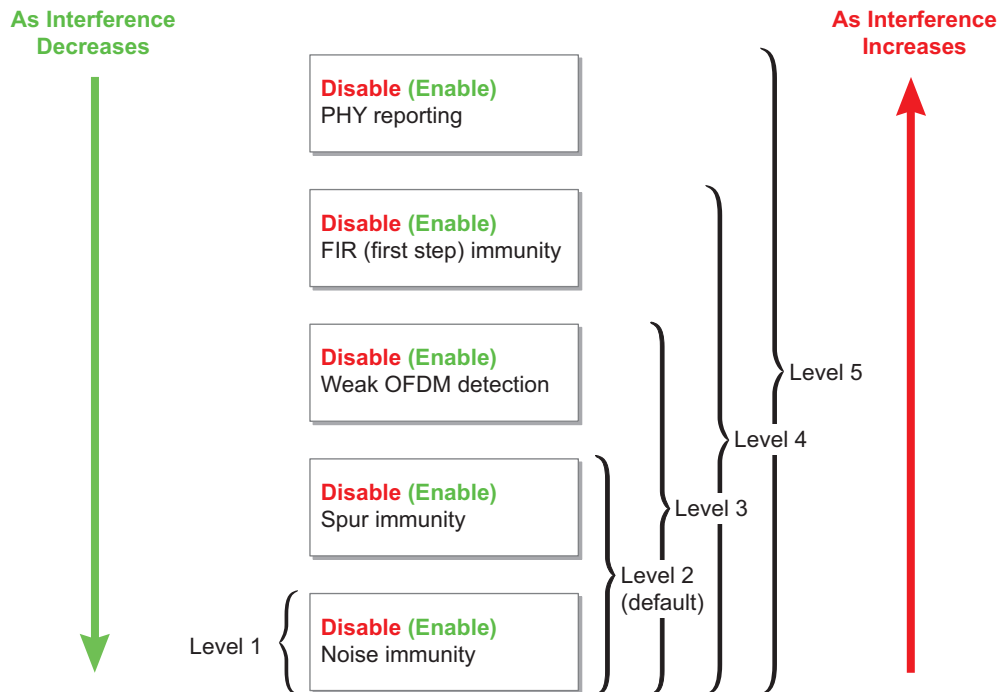 As Interference
Decreases
As Interference
Increases
Disable (Enable)
PHY reporting
Disable (Enable)
FIR (first step) immunity
Disable (Enable)
Weak OFDM detection
Level 5
Level 4
Disable (Enable)
Spur immunity
Level 3
Level 2
(default)
Level 1
Disable (Enable)
Noise immunity